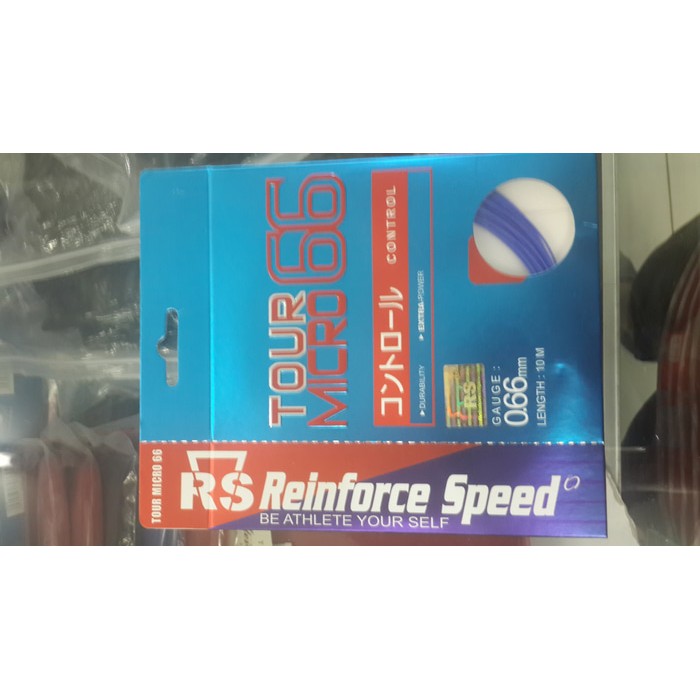 TOUR
MICRO 66
コントロール CONTROL
▸DURABILITY ▸EXTRA-POWER
RS
GAUGE :
0.66mm
LENGTH : 10 M
TOUR MICRO 66
RS Reinforce Speed
BE ATHLETE YOUR SELF